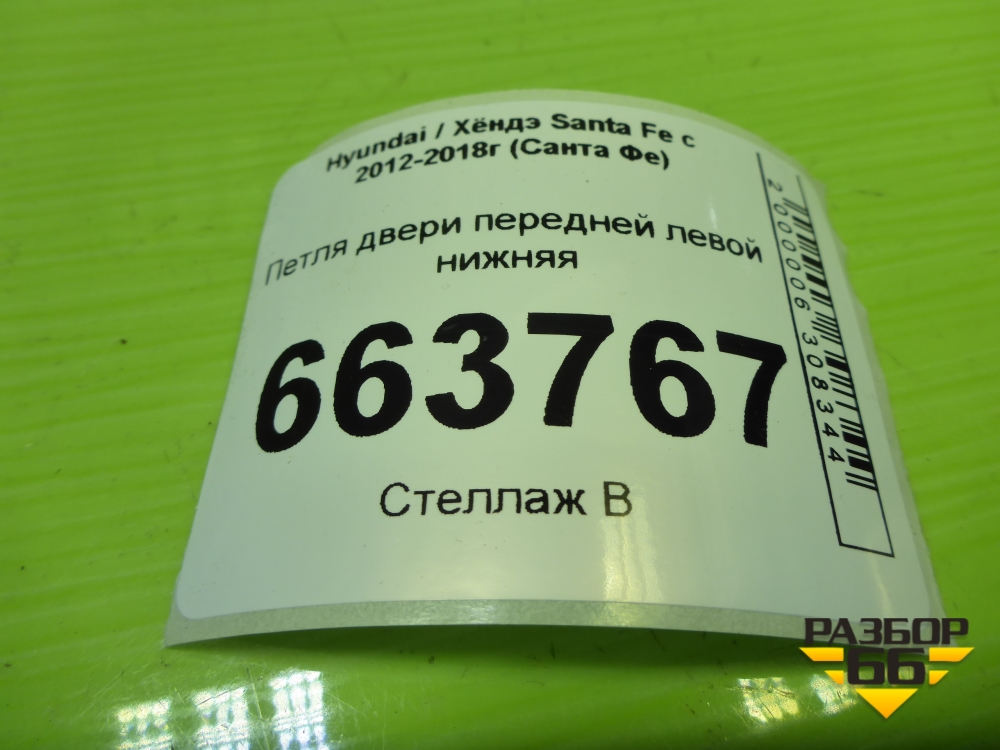 Hyundai / Хёндэ Santa Fe с
2012-2018г (Санта Фе)
Петля двери передней левой
нижняя
663767
Стеллаж В
2000006308344
РАЗБОР
66